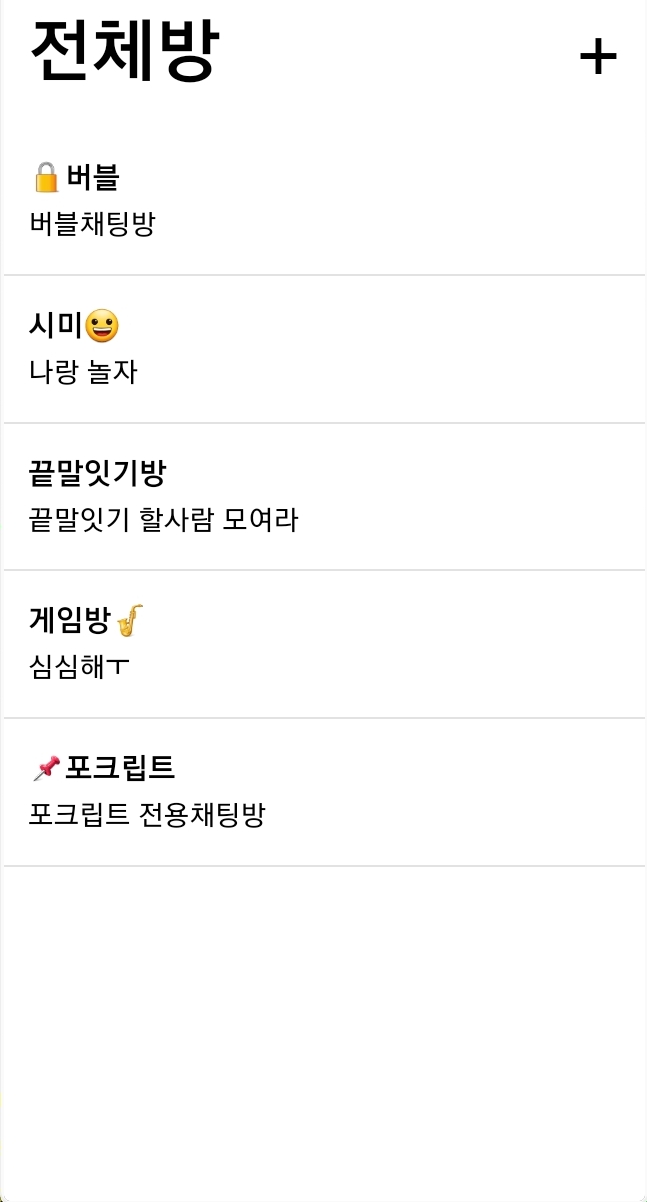 전체방 +
🔒버블
버블채팅방
시미😀
나랑 놀자
끝말잇기방
끝말잇기 할사람 모여라
게임방🎷
심심해ㅜ
📌포크립트
포크립트 전용채팅방